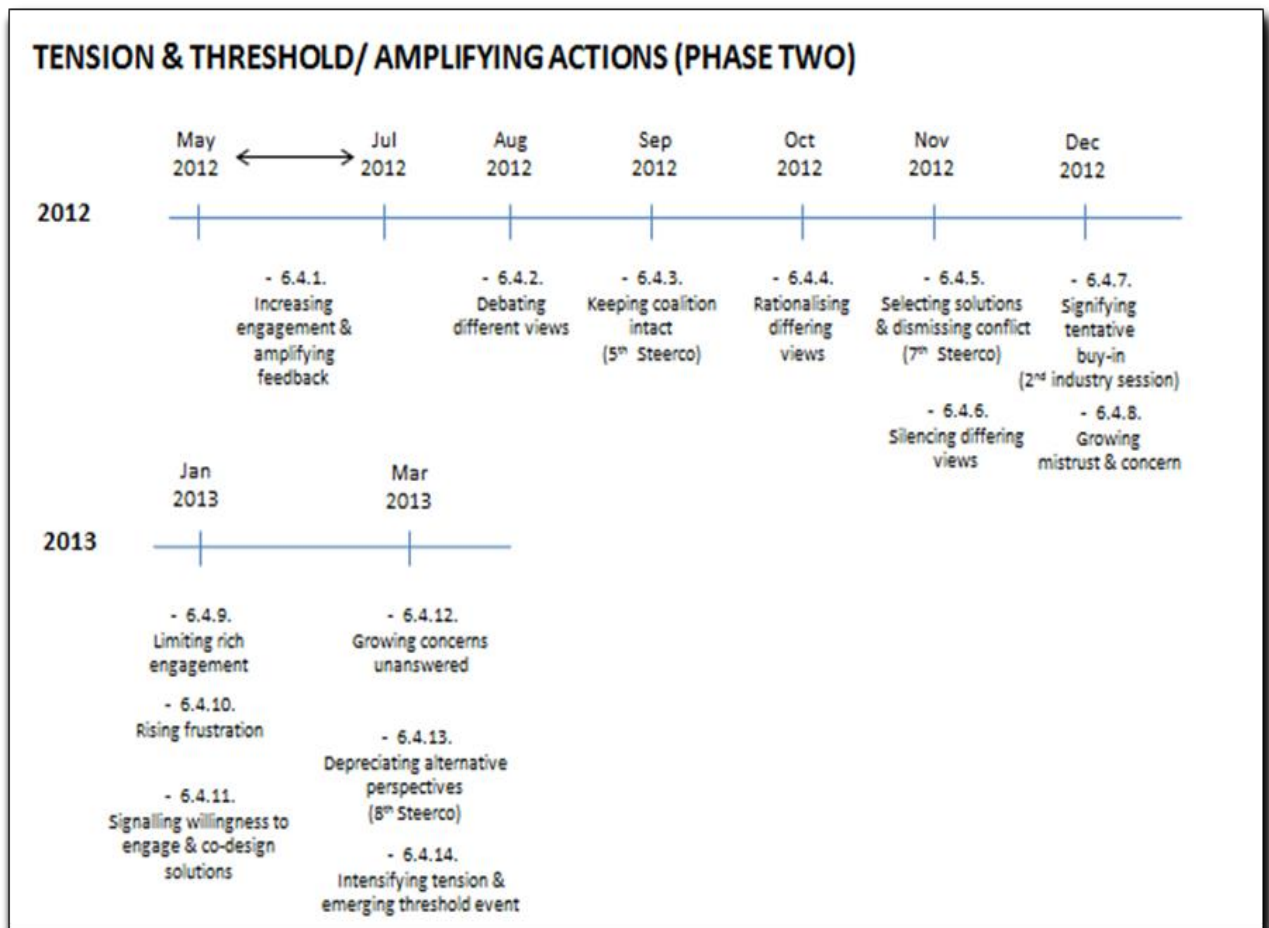 TENSION & THRESHOLD/ AMPLIFYING ACTIONS (PHASE TWO)
May
2012
Jul
2012
Aug
2012
Sep
2012
Oct
2012
Nov
2012
Dec
2012
2012
- 6.4.1.
Increasing
engagement &
amplifying
feedback
- 6.4.2.
Debating
different views
- 6.4.3.
Keeping coalition
intact
(5th Steerco)
- 6.4.4.
Rationalising
differing
views
- 6.4.5.
Selecting solutions
& dismissing conflict
(7th Steerco)
- 6.4.6.
Silencing differing
views
- 6.4.7.
Signifying
tentative
buy-in
(2nd industry session)
- 6.4.8.
Growing
mistrust & concern
Jan
2013
Mar
2013
2013
- 6.4.9.
Limiting rich
engagement
- 6.4.10.
Rising frustration
- 6.4.11.
Signalling willingness to
engage & co-design
solutions
- 6.4.12.
Growing concerns
unanswered
- 6.4.13.
Depreciating alternative
perspectives
(8th Steerco)
- 6.4.14.
Intensifying tension &
emerging threshold event